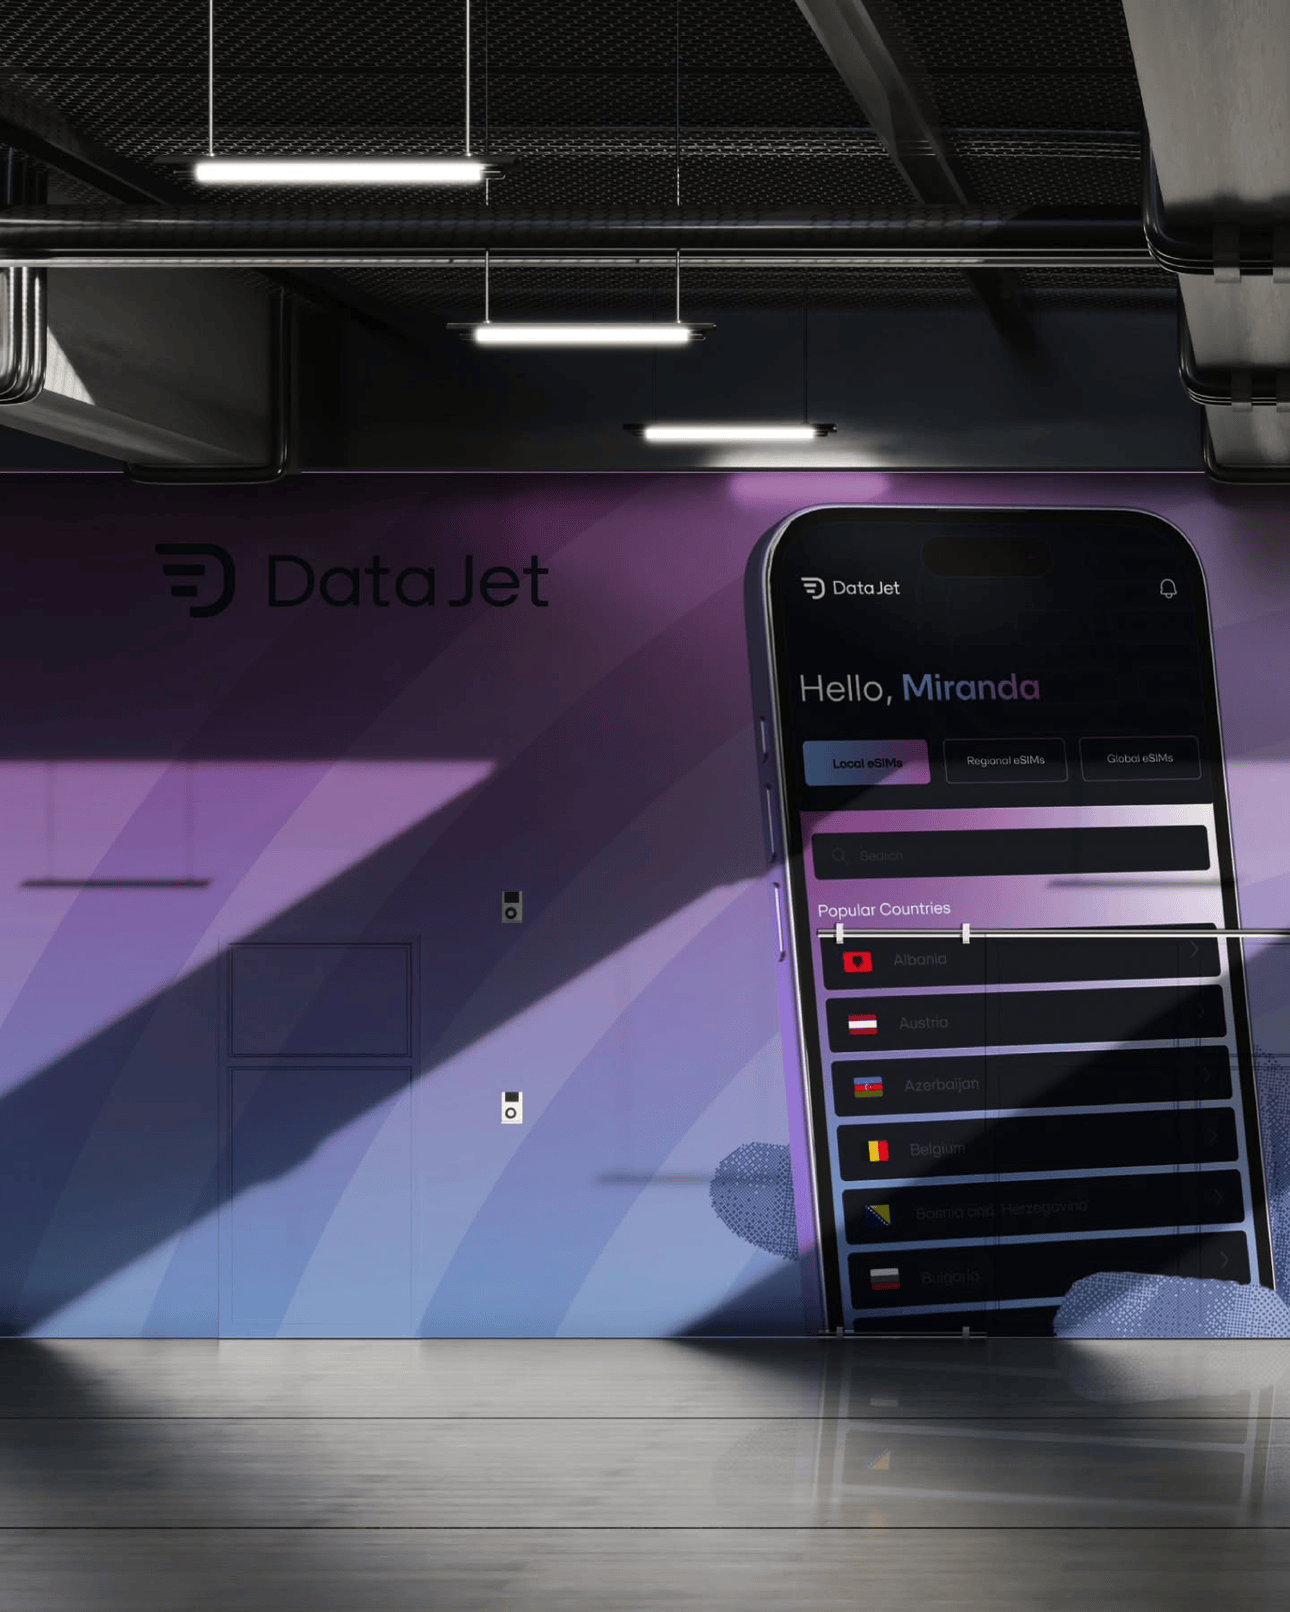 Data Jet
Data Jet
Hello, Miranda
Local eSIMs
Regional eSIMs
Global eSIMs
Search
Popular Countries
Albania
Austria
Azerbaijan
Belgium
Bosnia and Herzegovina
Bulgaria